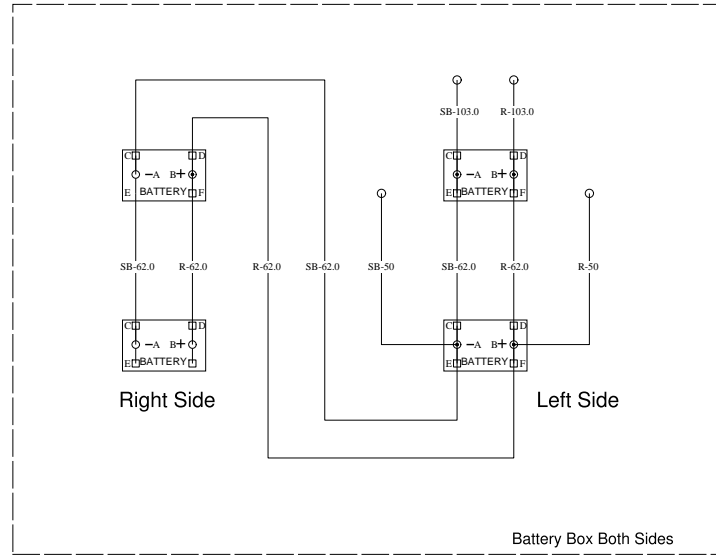 SB-103.0 R-103.0
C D C D
-A B+ -A B+
E BATTERY F E BATTERY F
SB-62.0 R-62.0 R-62.0 SB-62.0 SB-50 SB-62.0 R-62.0 R-50
C D C D
-A B+ -A B+
E BATTERY E BATTERY F
Right Side Left Side
Battery Box Both Sides